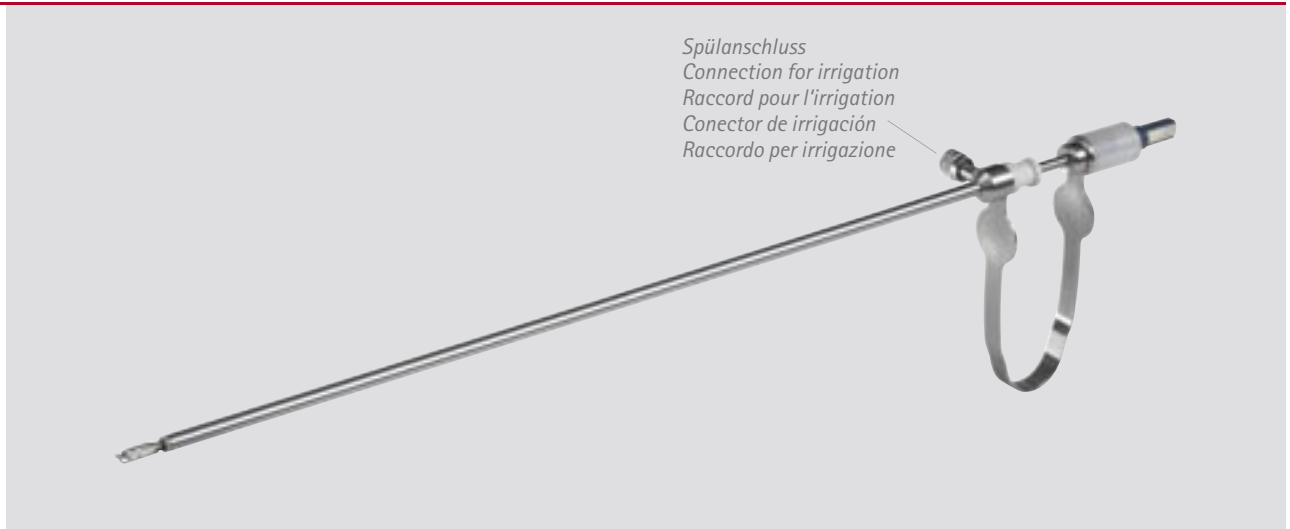 Spülanschluss
Connection for irrigation
Raccord pour l'irrigation
Conector de irrigación
Raccordo per irrigazione